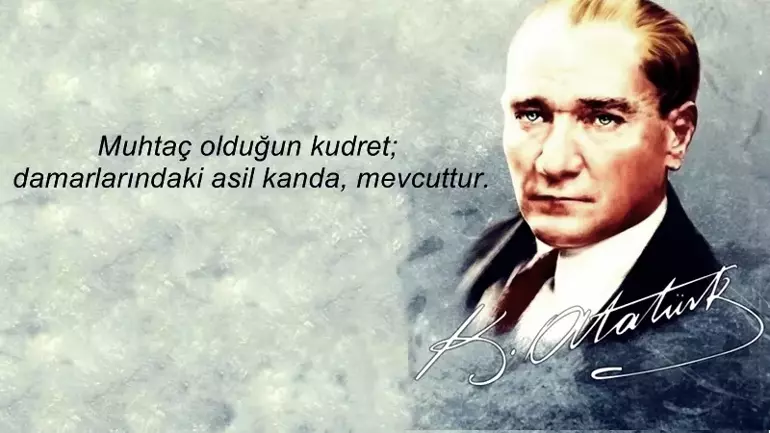 Muhtaç olduğun kudret;
damarlarındaki asil kanda, mevcuttur.
K. Atatürk